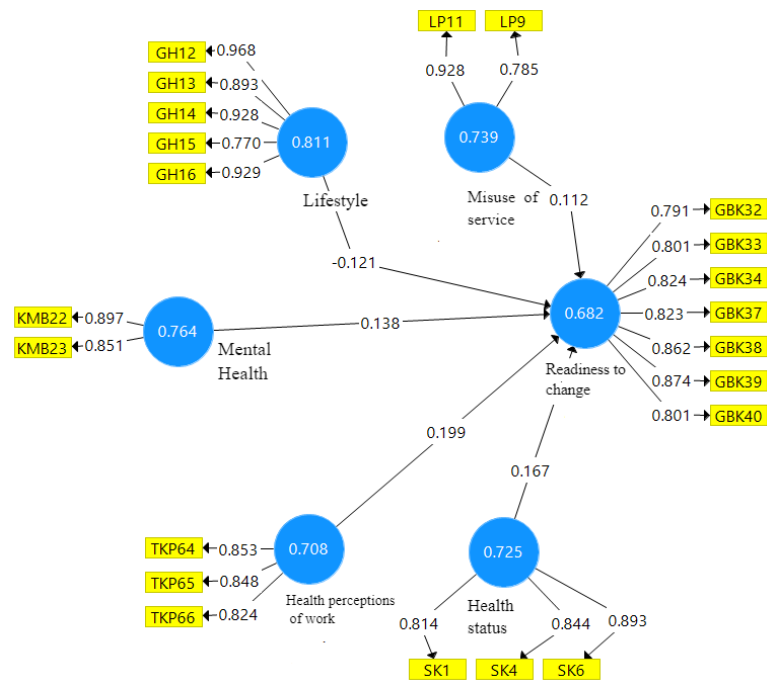 LP11 LP9
0.928 0.785
0.739
Misuse of
service
0.112
GH12 0.968
GH13 0.893
GH14 0.928
GH15 0.770
GH16 0.929
0.811
Lifestyle
-0.121
KMB22 0.897
KMB23 0.851
0.764
Mental
Health
0.138
0.682
Readiness to
change
0.791 GBK32
0.801 GBK33
0.824 GBK34
0.823 GBK37
0.862 GBK38
0.874 GBK39
0.801 GBK40
0.199
0.167
TKP64 0.853
TKP65 0.848
TKP66 0.824
0.708
Health perceptions
of work
0.725
Health
status
0.814 0.844 0.893
SK1 SK4 SK6